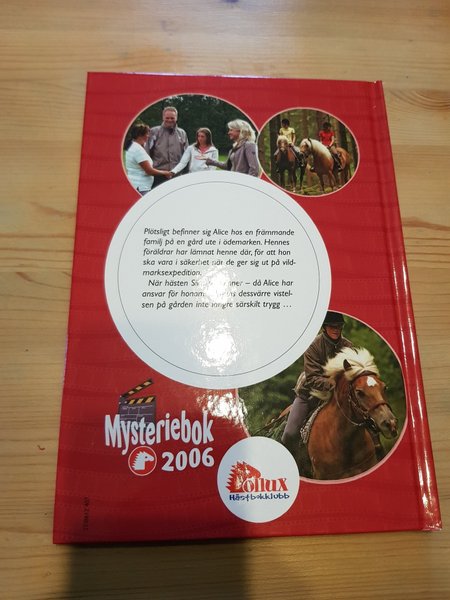 Plötsligt befinner sig Alice hos en främmande
familj på en gård ute i ödemarken. Hennes
föräldrar har lämnat henne där, för att hon
ska vara i säkerhet när de ger sig ut på vild-
marksexpedition.
När hästen – då Alice har
ansvar för dessvärre vistel-
sen på gården inte längre särskilt trygg ...
Mysteriebok
2006
Pollux
Hästbokklubb